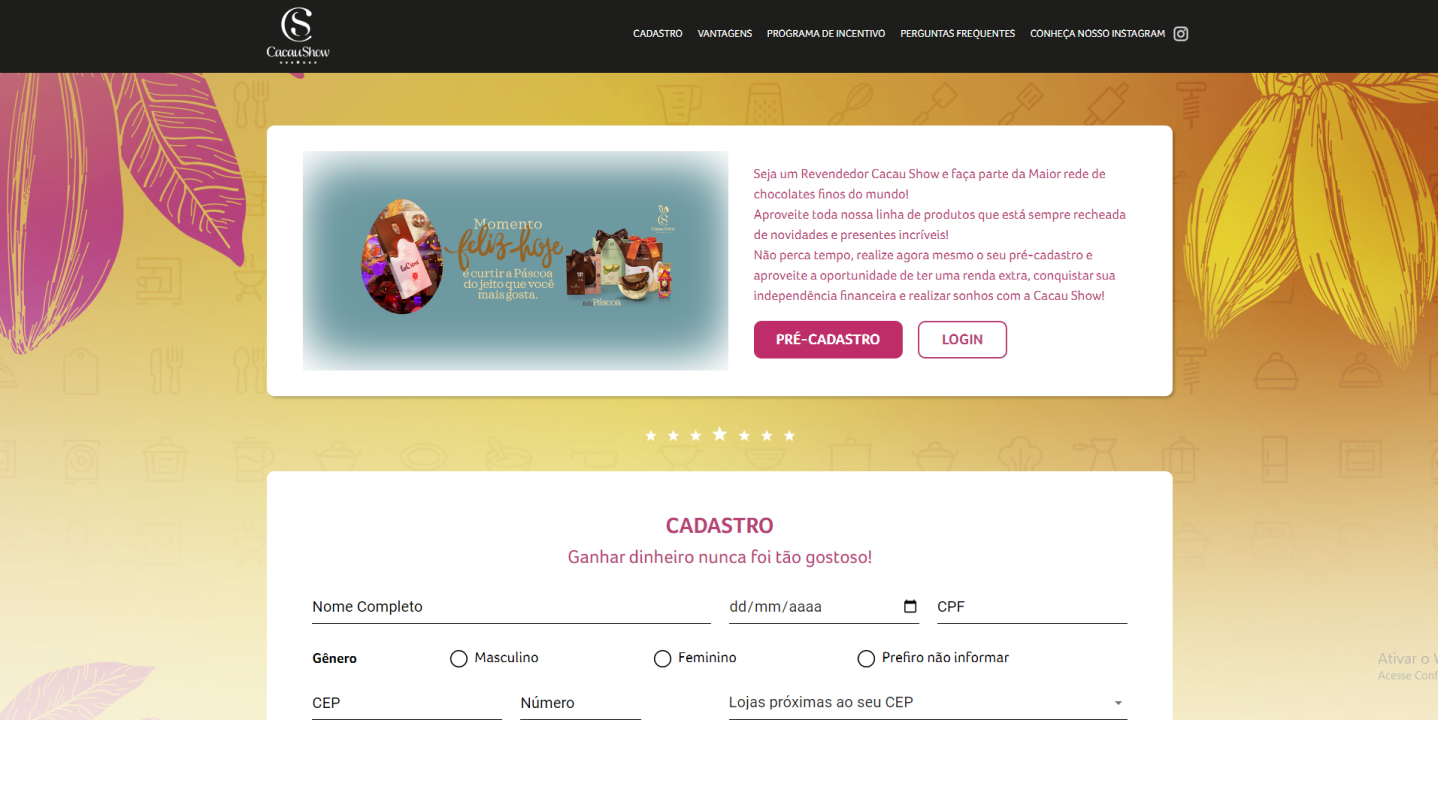 CS
CacauShow
CADASTRO VANTAGENS PROGRAMA DE INCENTIVO PERGUNTAS FREQUENTES CONHEÇA NOSSO INSTAGRAM
Momento
feliz-hoje
é curtir a Páscoa
do jeito que você
mais gosta.
CacauShow
LaCreme
Páscoa
Seja um Revendedor Cacau Show e faça parte da Maior rede de
chocolates finos do mundo!
Aproveite toda nossa linha de produtos que está sempre recheada
de novidades e presentes incríveis!
Não perca tempo, realize agora mesmo o seu pré-cadastro e
aproveite a oportunidade de ter uma renda extra, conquistar sua
independência financeira e realizar sonhos com a Cacau Show!
PRÉ-CADASTRO LOGIN
CADASTRO
Ganhar dinheiro nunca foi tão gostoso!
Nome Completo dd/mm/aaaa CPF
Gênero Masculino Feminino Prefiro não informar
CEP Número Lojas próximas ao seu CEP
Ativar o
Acesse Conf